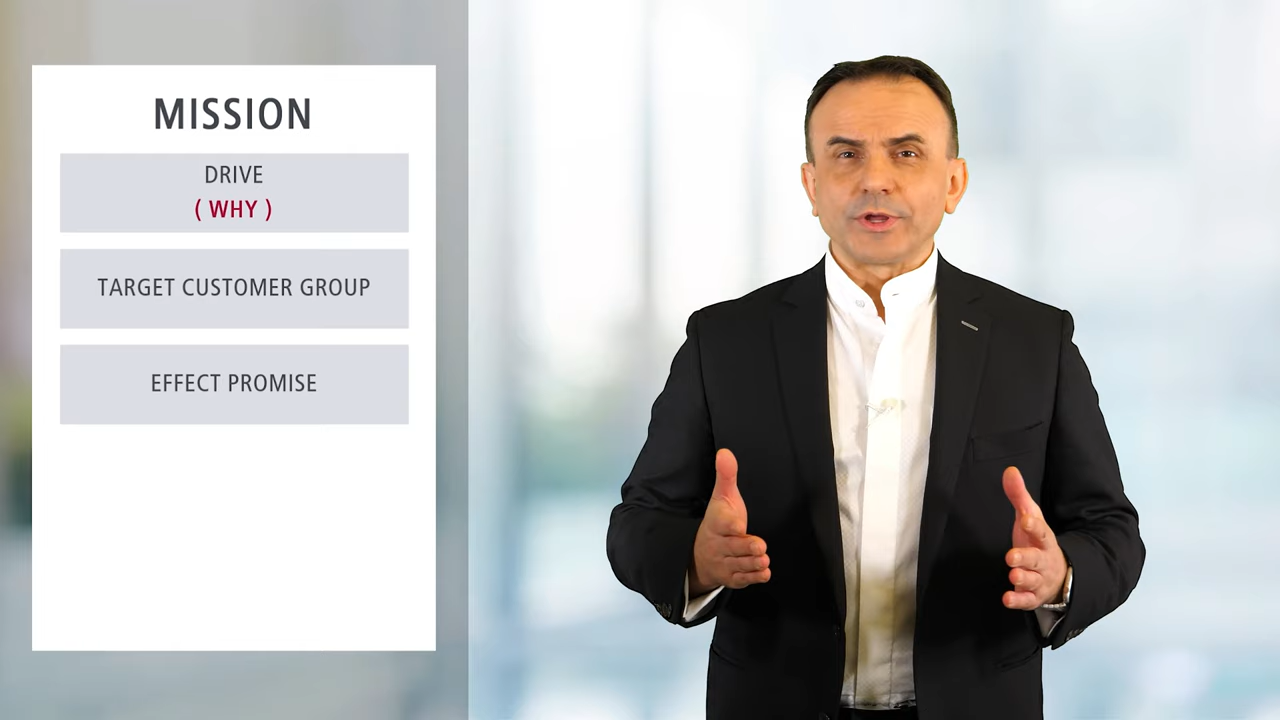 MISSION
DRIVE
( WHY )
TARGET CUSTOMER GROUP
EFFECT PROMISE